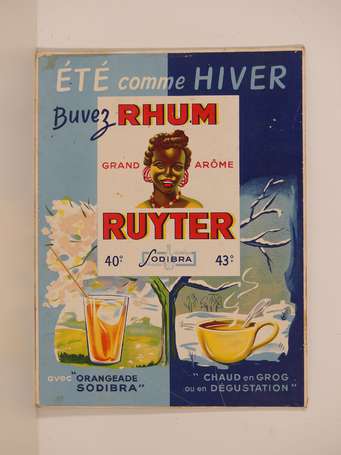 ÉTÉ comme HIVER
Buvez RHUM
GRAND ARÔME
RUYTER
40° SODIBRA 43°
avec "ORANGEADE
SODIBRA"
"CHAUD en GROG
ou en DÉGUSTATION"